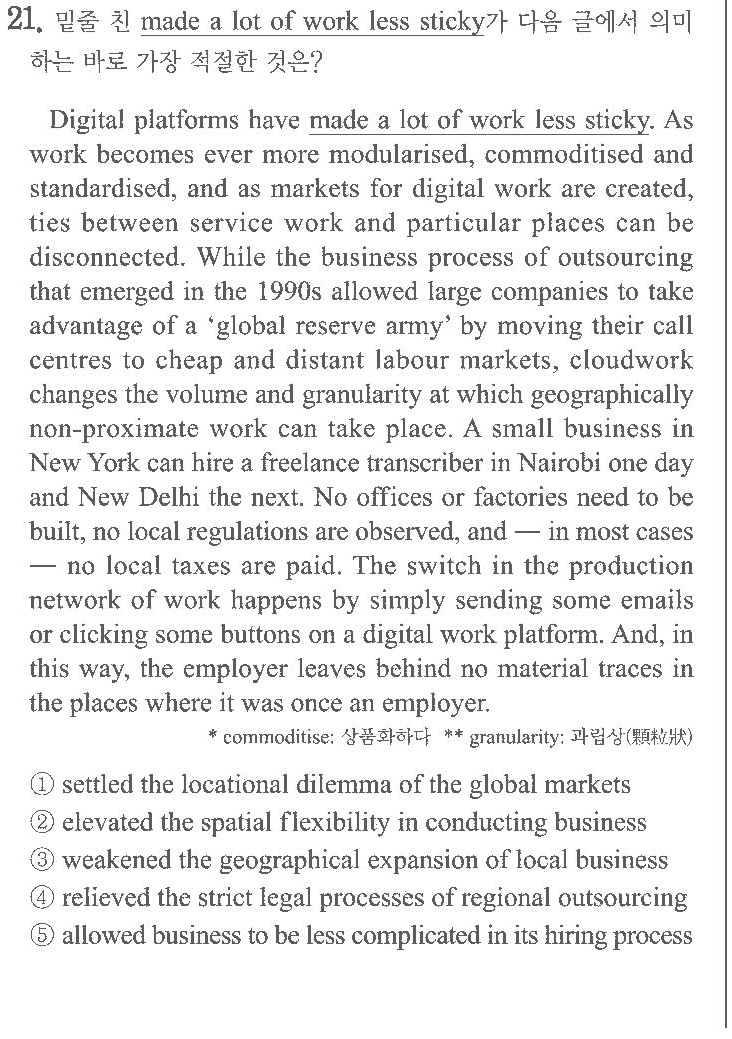 21. 밑줄 친 made a lot of work less sticky가 다음 글에서 의미
하는 바로 가장 적절한 것은?
Digital platforms have made a lot of work less sticky. As
work becomes ever more modularised, commoditised and
standardised, and as markets for digital work are created,
ties between service work and particular places can be
disconnected. While the business process of outsourcing
that emerged in the 1990s allowed large companies to take
advantage of a ‘global reserve army’ by moving their call
centres to cheap and distant labour markets, cloudwork
changes the volume and granularity at which geographically
non-proximate work can take place. A small business in
New York can hire a freelance transcriber in Nairobi one day
and New Delhi the next. No offices or factories need to be
built, no local regulations are observed, and — in most cases
— no local taxes are paid. The switch in the production
network of work happens by simply sending some emails
or clicking some buttons on a digital work platform. And, in
this way, the employer leaves behind no material traces in
the places where it was once an employer.
* commoditise: 상품화하다 ** granularity: 과립상(顆粒狀)
① settled the locational dilemma of the global markets
② elevated the spatial flexibility in conducting business
③ weakened the geographical expansion of local business
④ relieved the strict legal processes of regional outsourcing
⑤ allowed business to be less complicated in its hiring process